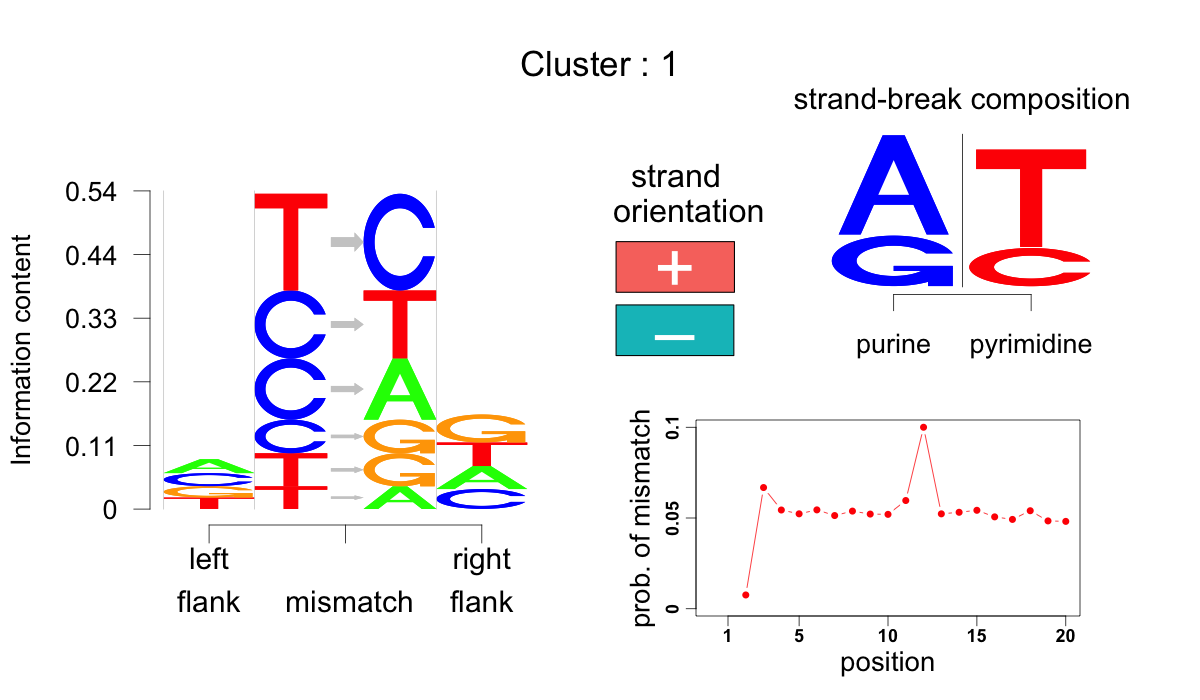 Cluster : 1
strand-break composition
A
G
T
C
purine
pyrimidine
strand
orientation
+
−
Information content
0.54
0.44
0.33
0.22
0.11
0
A
C
G
T
T
C
C
C
T
T
C
T
A
G
G
A
G
T
A
C
left
flank
mismatch
right
flank
prob. of mismatch
0.1
0.05
0
1
5
10
15
20
position